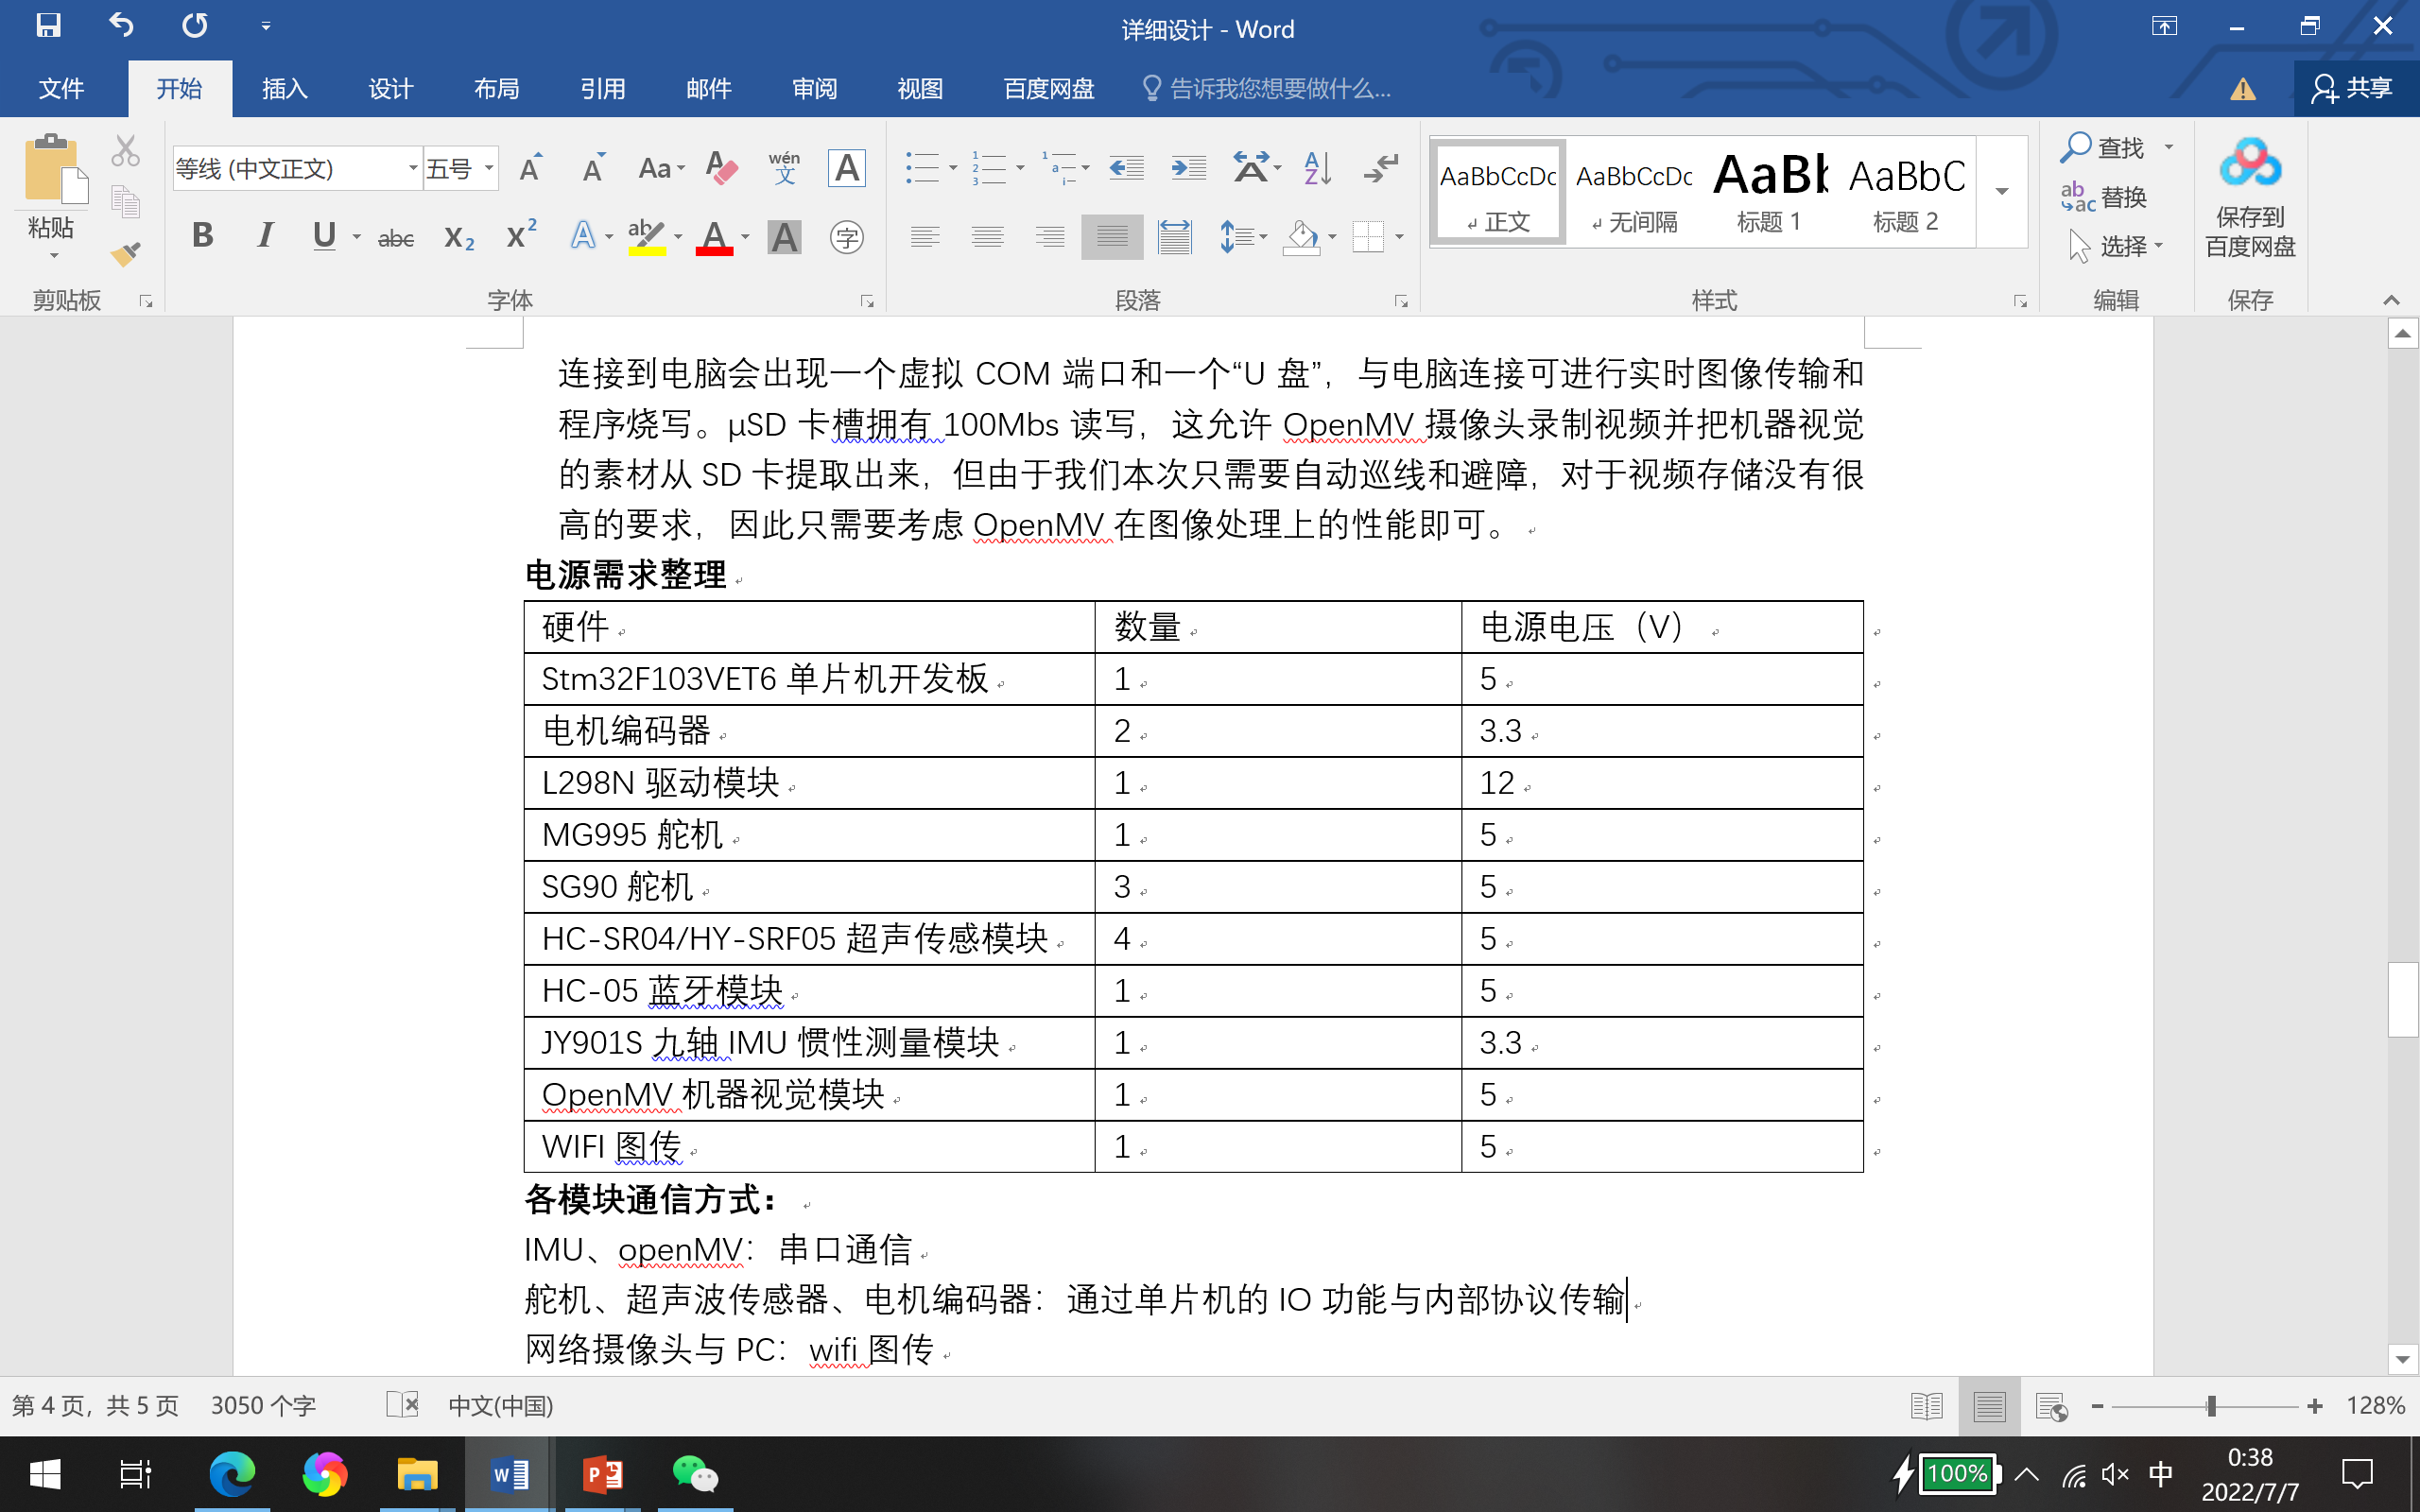 详细设计 - Word
文件 开始 插入 设计 布局 引用 邮件 审阅 视图 百度网盘 告诉我您想要做什么... 共享
粘贴
剪贴板
等线 (中文正文) 五号
字体
段落
AaBbCcDc AaBbCcDc AaBb AaBbC
正文 无间隔 标题 1 标题 2
样式
查找
替换
选择
编辑
保存到
百度网盘
保存
连接到电脑会出现一个虚拟 COM 端口和一个“U 盘”，与电脑连接可进行实时图像传输和
程序烧写。μSD 卡槽拥有 100Mbs 读写，这允许 OpenMV 摄像头录制视频并把机器视觉
的素材从 SD 卡提取出来，但由于我们本次只需要自动巡线和避障，对于视频存储没有很
高的要求，因此只需要考虑 OpenMV 在图像处理上的性能即可。
电源需求整理
硬件 数量 电源电压（V）
Stm32F103VET6 单片机开发板 1 5
电机编码器 2 3.3
L298N 驱动模块 1 12
MG995 舵机 1 5
SG90 舵机 3 5
HC-SR04/HY-SRF05 超声传感模块 4 5
HC-05 蓝牙模块 1 5
JY901S 九轴 IMU 惯性测量模块 1 3.3
OpenMV 机器视觉模块 1 5
WIFI 图传 1 5
各模块通信方式：
IMU、openMV：串口通信
舵机、超声波传感器、电机编码器：通过单片机的 IO 功能与内部协议传输
网络摄像头与 PC：wifi 图传
第 4 页，共 5 页 3050 个字 中文(中国) 128%
100% 中 0:38
2022/7/7